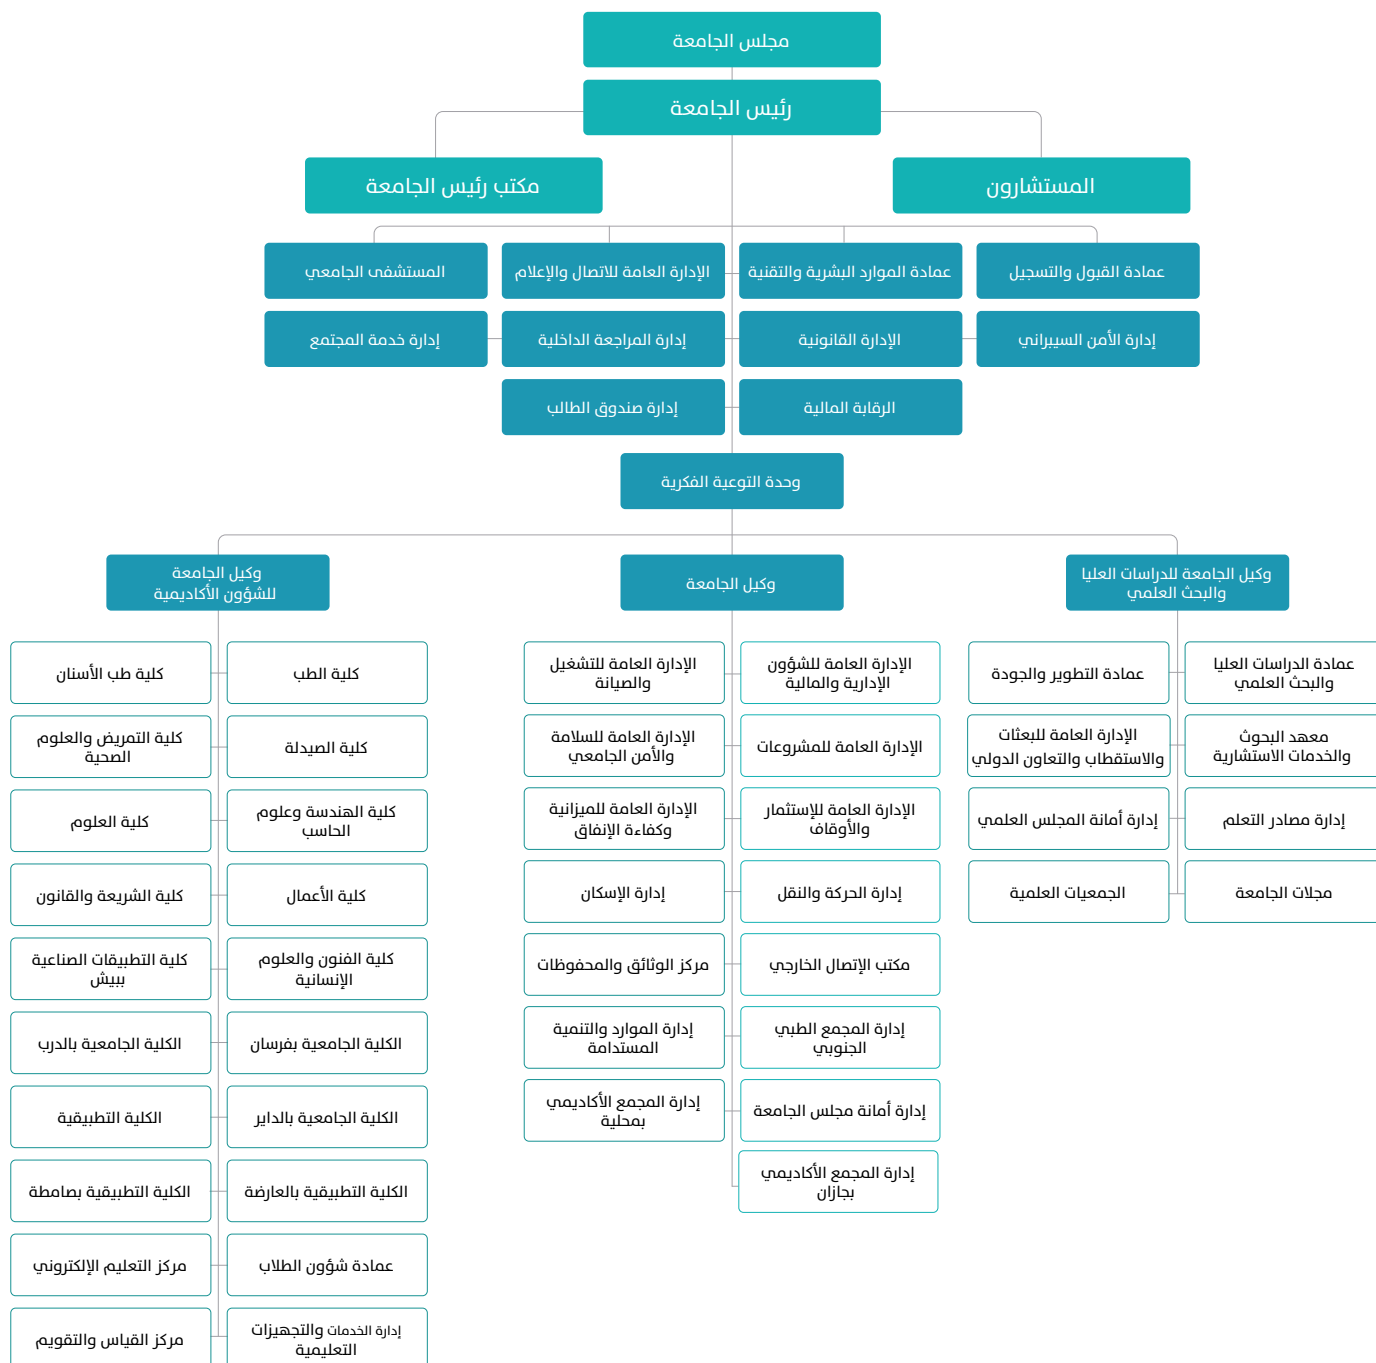 مجلس الجامعة
رئيس الجامعة
المستشارون
مكتب رئيس الجامعة
عمادة القبول والتسجيل
عمادة الموارد البشرية والتقنية
الإدارة العامة للاتصال والإعلام
المستشفى الجامعي
إدارة الأمن السيبراني
الإدارة القانونية
إدارة المراجعة الداخلية
إدارة خدمة المجتمع
الرقابة المالية
إدارة صندوق الطالب
وحدة التوعية الفكرية
وكيل الجامعة للدراسات العليا
والبحث العلمي
وكيل الجامعة
وكيل الجامعة
للشؤون الأكاديمية
عمادة الدراسات العليا
والبحث العلمي
عمادة التطوير والجودة
معهد البحوث
والخدمات الاستشارية
الإدارة العامة للبعثات
والاستقطاب والتعاون الدولي
إدارة مصادر التعلم
إدارة أمانة المجلس العلمي
مجلات الجامعة
الجمعيات العلمية
الإدارة العامة للشؤون
الإدارية والمالية
الإدارة العامة للتشغيل
والصيانة
الإدارة العامة للمشروعات
الإدارة العامة للسلامة
والأمن الجامعي
الإدارة العامة للإستثمار
والأوقاف
الإدارة العامة للميزانية
وكفاءة الإنفاق
إدارة الحركة والنقل
إدارة الإسكان
مكتب الإتصال الخارجي
مركز الوثائق والمحفوظات
إدارة المجمع الطبي
الجنوبي
إدارة الموارد والتنمية
المستدامة
إدارة أمانة مجلس الجامعة
إدارة المجمع الأكاديمي
بمحلية
إدارة المجمع الأكاديمي
بجازان
كلية الطب
كلية طب الأسنان
كلية الصيدلة
كلية التمريض والعلوم
الصحية
كلية الهندسة وعلوم
الحاسب
كلية العلوم
كلية الأعمال
كلية الشريعة والقانون
كلية الفنون والعلوم
الإنسانية
كلية التطبيقات الصناعية
ببيش
الكلية الجامعية بفرسان
الكلية الجامعية بالدرب
الكلية الجامعية بالداير
الكلية التطبيقية
الكلية التطبيقية بالعارضة
الكلية التطبيقية بصامطة
عمادة شؤون الطلاب
مركز التعليم الإلكتروني
إدارة الخدمات والتجهيزات
التعليمية
مركز القياس والتقويم